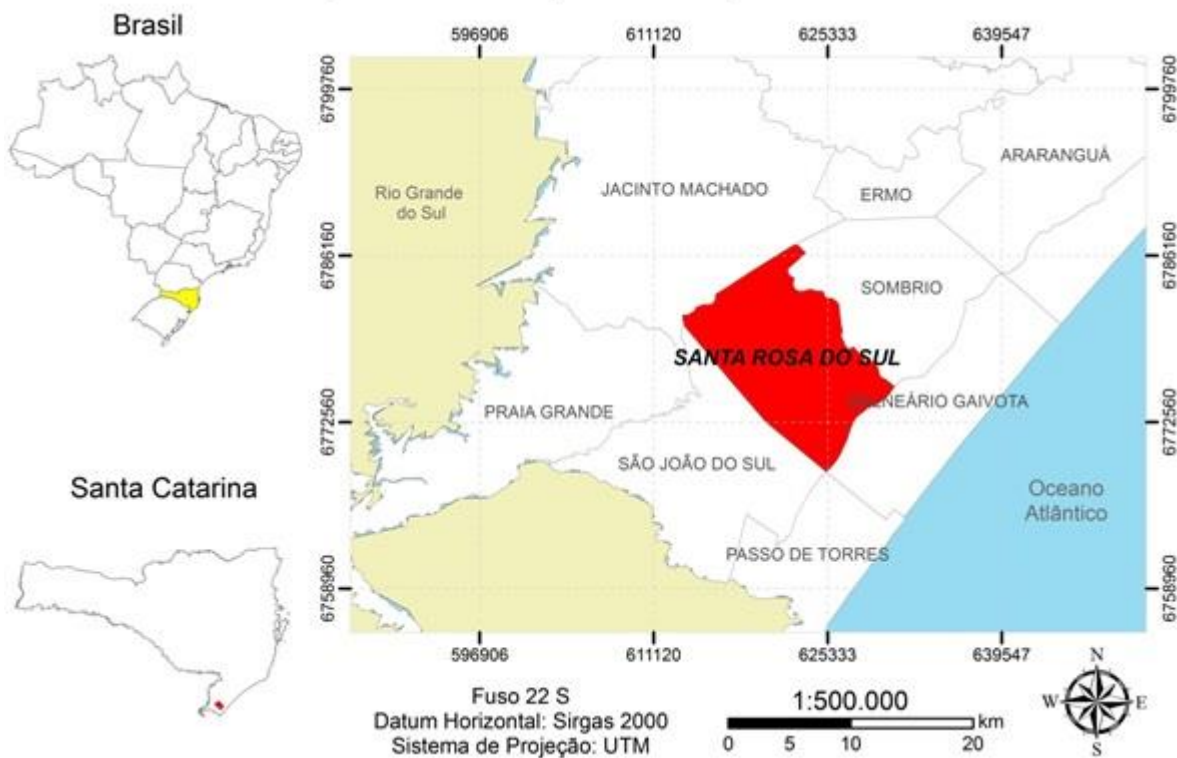 Brasil
596906
611120
625333
639547
6799760
6799760
ARARANGUÁ
JACINTO MACHADO
ERMO
Rio Grande
do Sul
6786160
6786160
SOMBRIO
SANTA ROSA DO SUL
PRAIA GRANDE
BALNEÁRIO GAIVOTA
6772560
6772560
SÃO JOÃO DO SUL
Santa Catarina
Oceano
Atlântico
PASSO DE TORRES
6758960
6758960
596906
611120
625333
639547
Fuso 22 S
Datum Horizontal: Sirgas 2000
Sistema de Projeção: UTM
1:500.000
km
0 5 10 20
N
W E
S